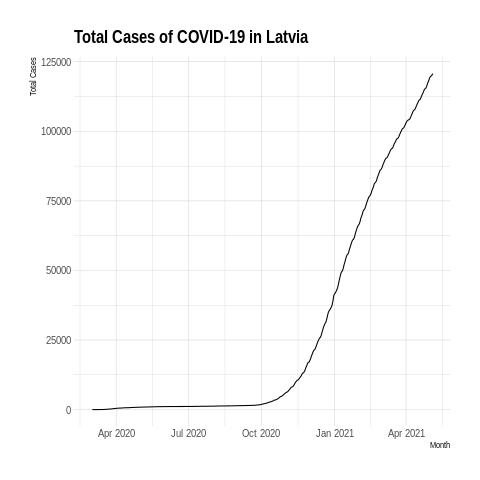 Total Cases of COVID-19 in Latvia
Total Cases
125000
100000
75000
50000
25000
0
Apr 2020 Jul 2020 Oct 2020 Jan 2021 Apr 2021
Month